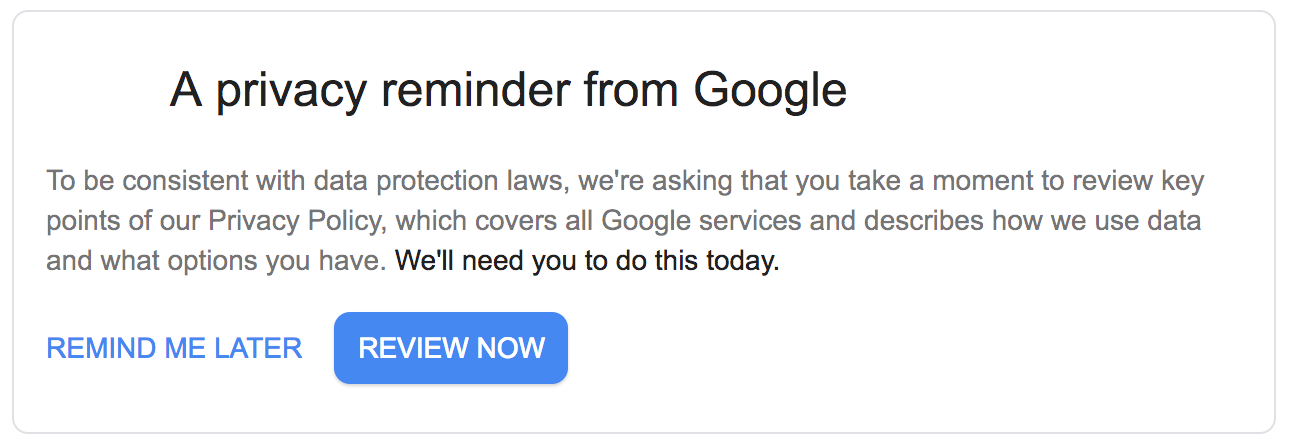 A privacy reminder from Google
To be consistent with data protection laws, we're asking that you take a moment to review key
points of our Privacy Policy, which covers all Google services and describes how we use data
and what options you have. We'll need you to do this today.
REMIND ME LATER REVIEW NOW